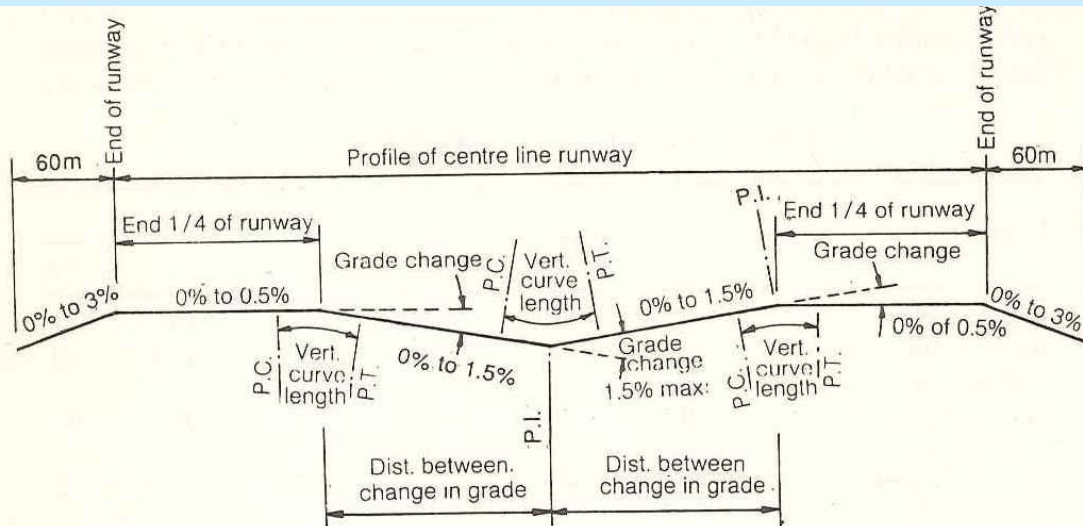 End of runway
End of runway
60m
Profile of centre line runway
60m
P.I.
End 1/4 of runway
End 1/4 of runway
Grade change
P.C.
Vert.
curve
length
P.T.
Grade change
0% to 3%
0% to 0.5%
0% to 1.5%
0% of 0.5%
0% to 3%
P.C.
Vert.
curve
length
P.T.
0% to 1.5%
Grade
change
1.5% max:
P.C.
Vert.
curve
length
P.T.
P.I.
Dist. between.
change in grade
Dist. between
change in grade